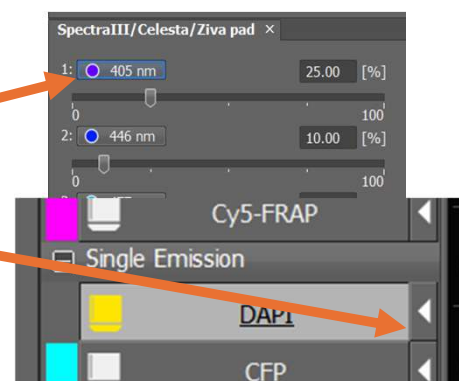 SpectraIII/Celesta/Ziva pad ×
1: 405 nm 25.00 [%]
0 100
2: 446 nm 10.00 [%]
0 100
Cy5-FRAP
Single Emission
DAPI
CFP